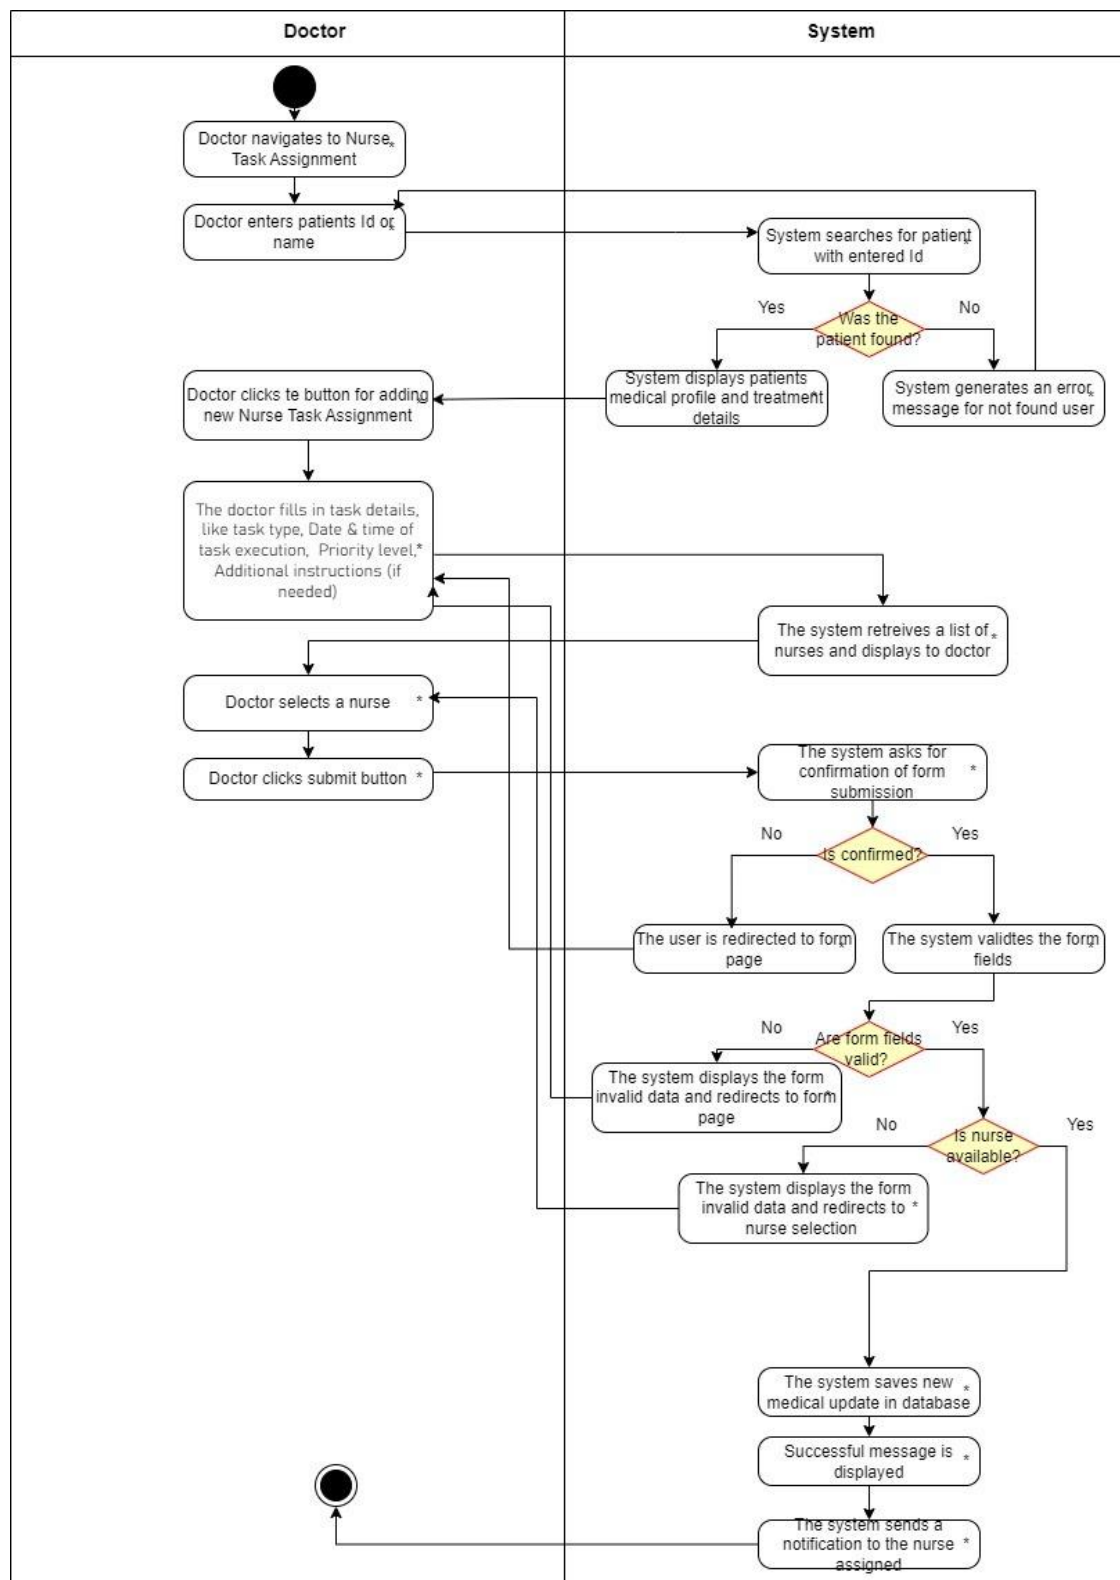 Doctor
System
Doctor navigates to Nurse
Task Assignment
*
Doctor enters patients Id or
name
*
System searches for patient
with entered Id
*
Yes
Was the
patient found?
No
System displays patients
medical profile and treatment
details
*
System generates an error
message for not found user
*
Doctor clicks te button for adding
new Nurse Task Assignment
*
The doctor fills in task details,
like task type, Date & time of
task execution, Priority level,
Additional instructions (if
needed)
*
The system retreives a list of
nurses and displays to doctor
*
Doctor selects a nurse *
Doctor clicks submit button *
The system asks for
confirmation of form
submission
*
No
Is confirmed?
Yes
The user is redirected to form
page
*
The system validtes the form
fields
*
No
Are form fields
valid?
Yes
The system displays the form
invalid data and redirects to form
page
*
No
Is nurse
available?
Yes
The system displays the form
invalid data and redirects to
nurse selection
*
The system saves new
medical update in database
*
Successful message is
displayed
*
The system sends a
notification to the nurse
assigned
*